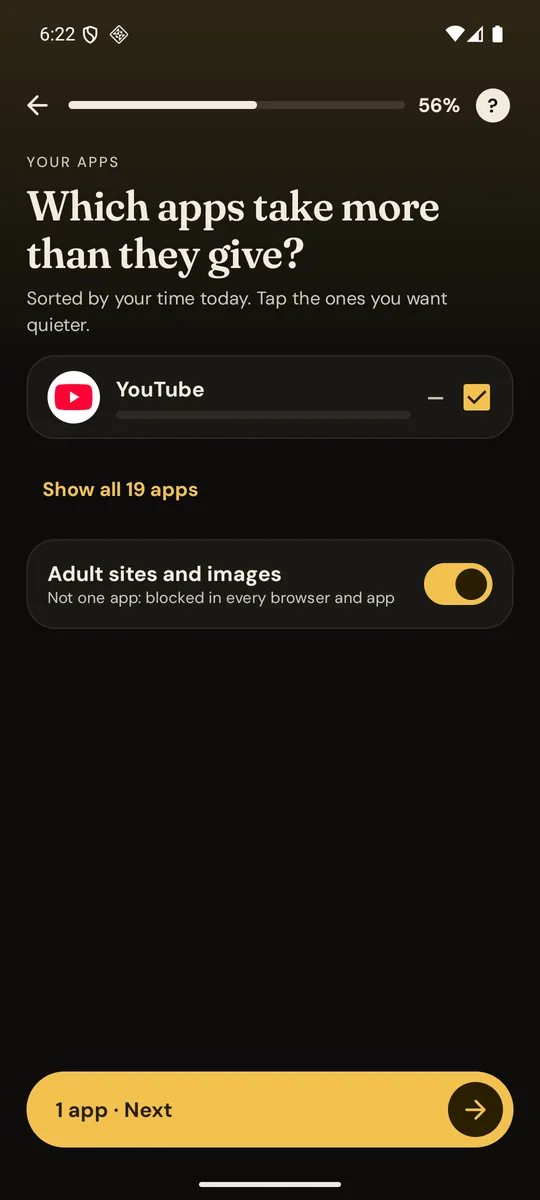 6:22
56%
?
YOUR APPS
Which apps take more
than they give?
Sorted by your time today. Tap the ones you want
quieter.
YouTube
–
Show all 19 apps
Adult sites and images
Not one app: blocked in every browser and app
1 app · Next